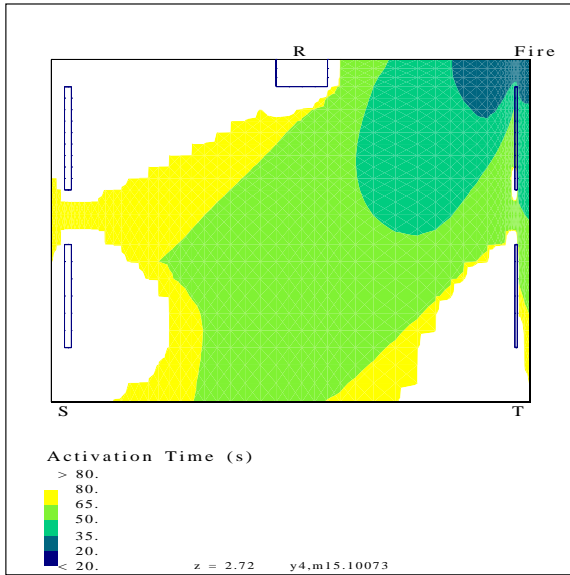 R Fire
S T
Activation Time (s)
> 80.
80.
65.
50.
35.
20.
< 20.
z = 2.72 y4,m15.10073